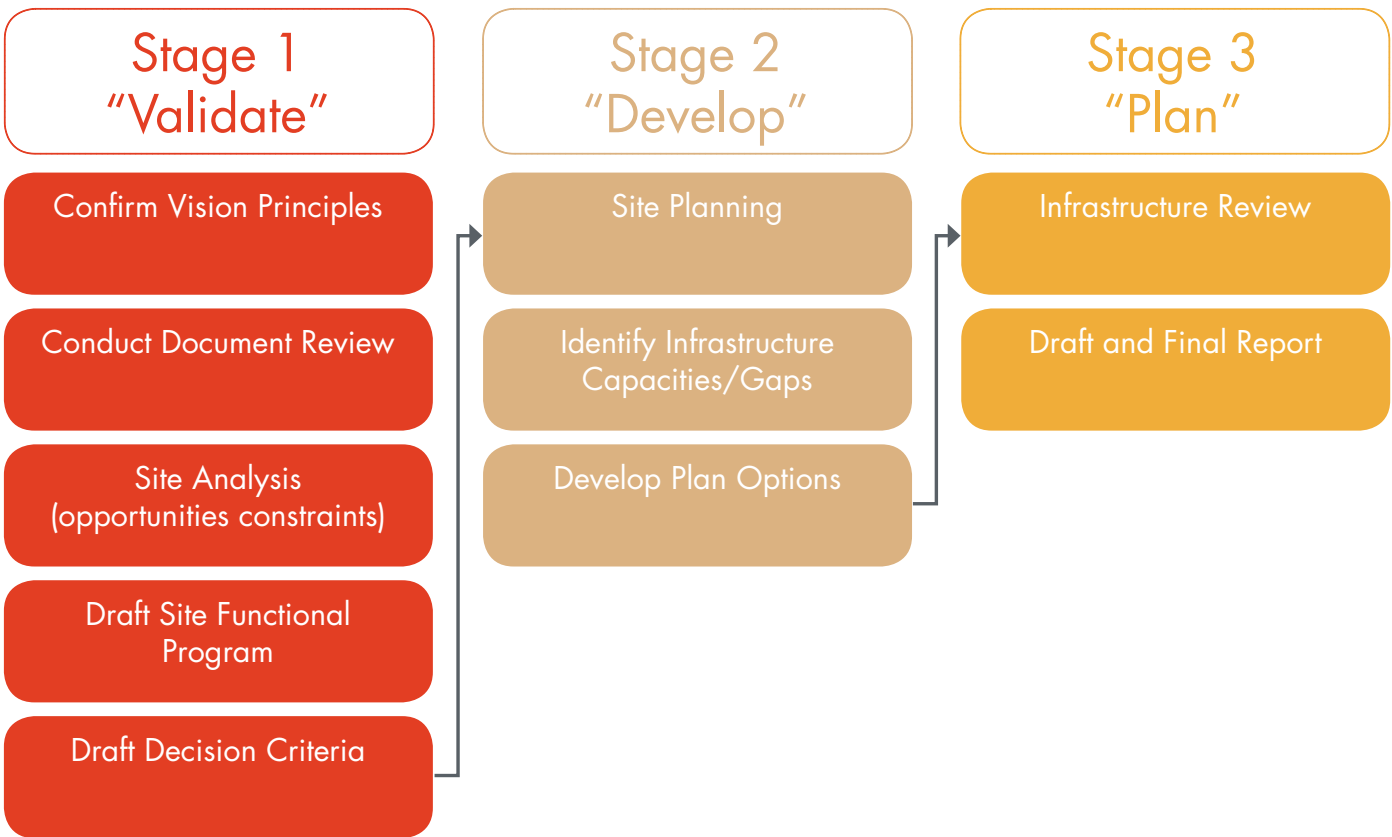 Stage 1
“Validate”
Confirm Vision Principles
Conduct Document Review
Site Analysis
(opportunities constraints)
Draft Site Functional
Program
Draft Decision Criteria
Stage 2
“Develop”
Site Planning
Identify Infrastructure
Capacities/Gaps
Develop Plan Options
Stage 3
“Plan”
Infrastructure Review
Draft and Final Report